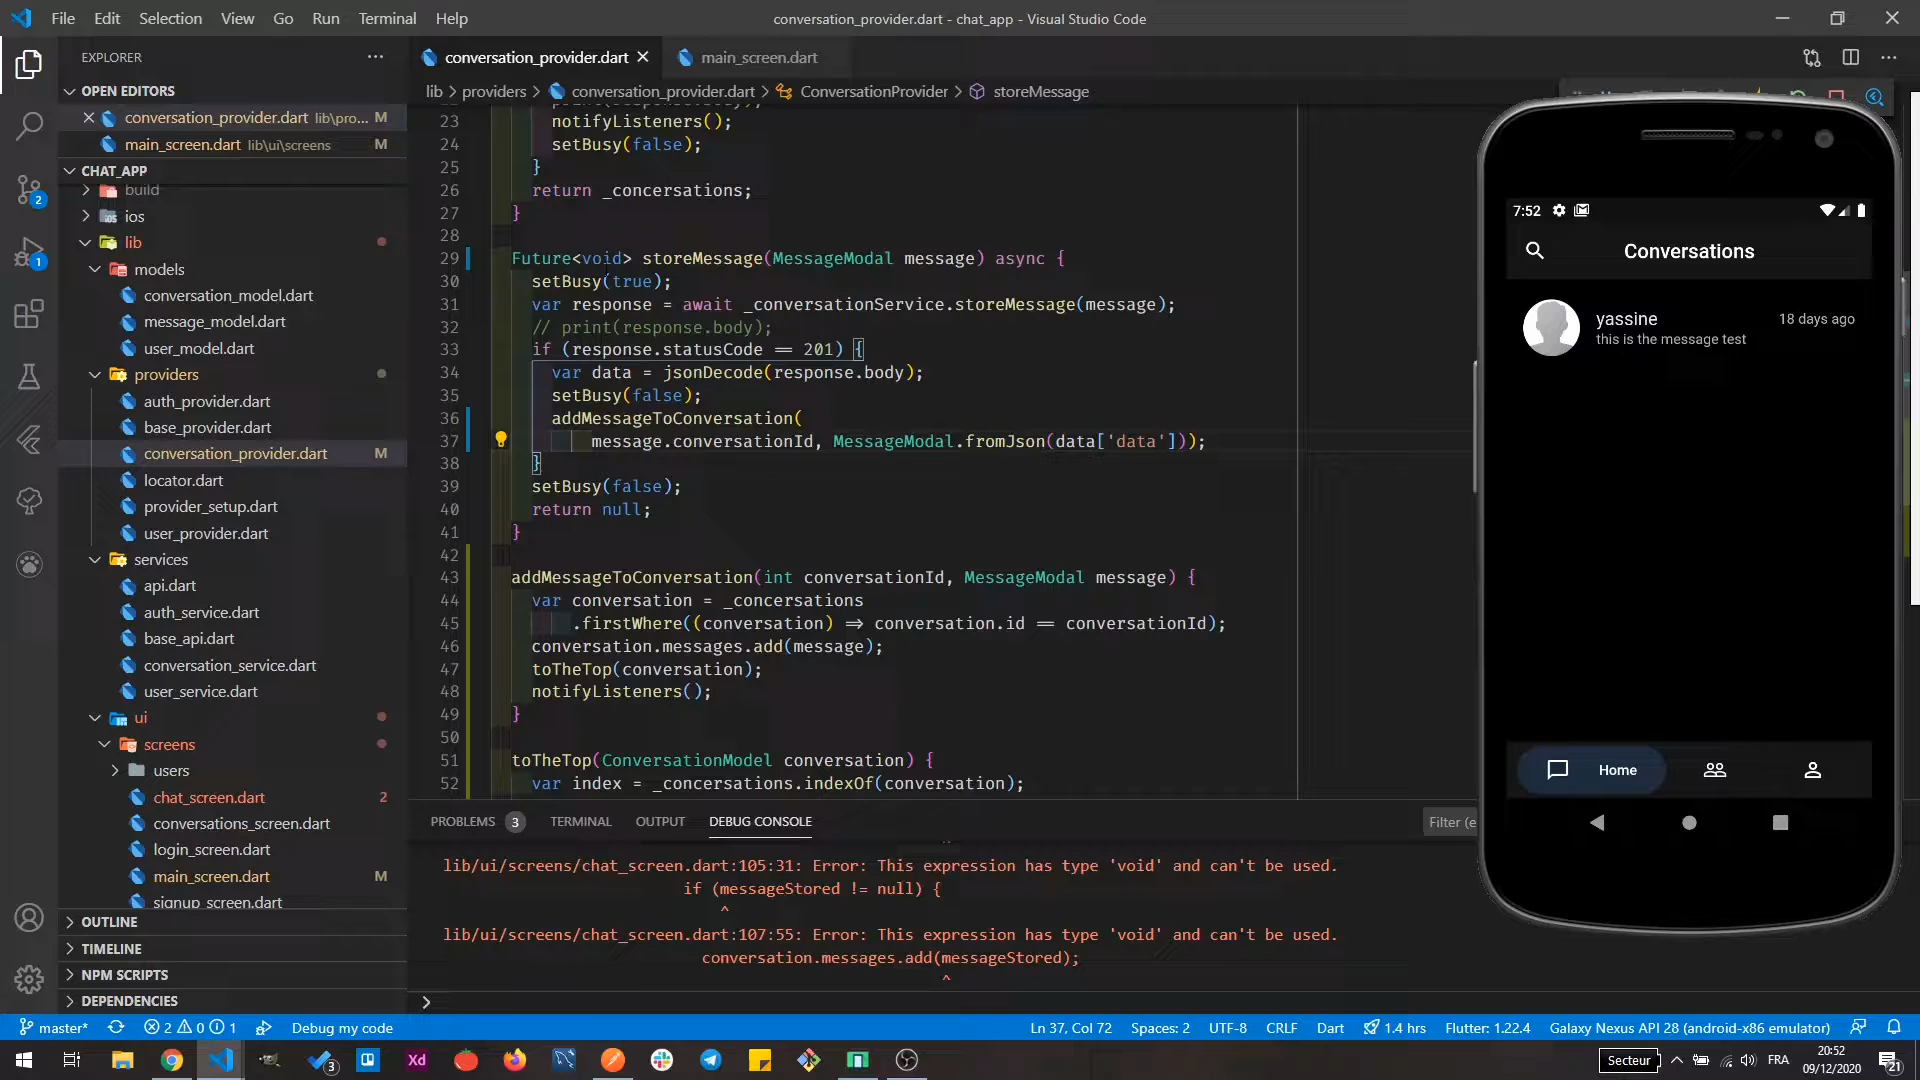 File Edit Selection View Go Run Terminal Help
conversation_provider.dart - chat_app - Visual Studio Code
EXPLORER
conversation_provider.dart
main_screen.dart
OPEN EDITORS
conversation_provider.dart lib\pro... M
main_screen.dart lib\ui\screens M
CHAT_APP
build
ios
lib
models
conversation_model.dart
message_model.dart
user_model.dart
providers
auth_provider.dart
base_provider.dart
conversation_provider.dart M
locator.dart
provider_setup.dart
user_provider.dart
services
api.dart
auth_service.dart
base_api.dart
conversation_service.dart
user_service.dart
ui
screens
users
chat_screen.dart 2
conversations_screen.dart
login_screen.dart
main_screen.dart M
signup_screen.dart
OUTLINE
TIMELINE
NPM SCRIPTS
DEPENDENCIES
2
1
lib > providers > conversation_provider.dart > ConversationProvider > storeMessage
23 notifyListeners();
24 setBusy(false);
25 }
26 return _concersations;
27 }
28
29 Future<void> storeMessage(MessageModal message) async {
30 setBusy(true);
31 var response = await _conversationService.storeMessage(message);
32 // print(response.body);
33 if (response.statusCode == 201) {
34 var data = jsonDecode(response.body);
35 setBusy(false);
36 addMessageToConversation(
37 message.conversationId, MessageModal.fromJson(data['data']));
38 }
39 setBusy(false);
40 return null;
41 }
42
43 addMessageToConversation(int conversationId, MessageModal message) {
44 var conversation = _concersations
45 .firstWhere((conversation) => conversation.id == conversationId);
46 conversation.messages.add(message);
47 toTheTop(conversation);
48 notifyListeners();
49 }
50
51 toTheTop(ConversationModel conversation) {
52 var index = _concersations.indexOf(conversation);
PROBLEMS 3 TERMINAL OUTPUT DEBUG CONSOLE
Filter (e
lib/ui/screens/chat_screen.dart:105:31: Error: This expression has type 'void' and can't be used.
if (messageStored != null) {
^
lib/ui/screens/chat_screen.dart:107:55: Error: This expression has type 'void' and can't be used.
conversation.messages.add(messageStored);
^
7:52
Conversations
yassine 18 days ago
this is the message test
Home
master* 2 0 1 Debug my code
Ln 37, Col 72 Spaces: 2 UTF-8 CRLF Dart 1.4 hrs Flutter: 1.22.4 Galaxy Nexus API 28 (android-x86 emulator)
3
Xd
Secteur
FRA
20:52
09/12/2020
21